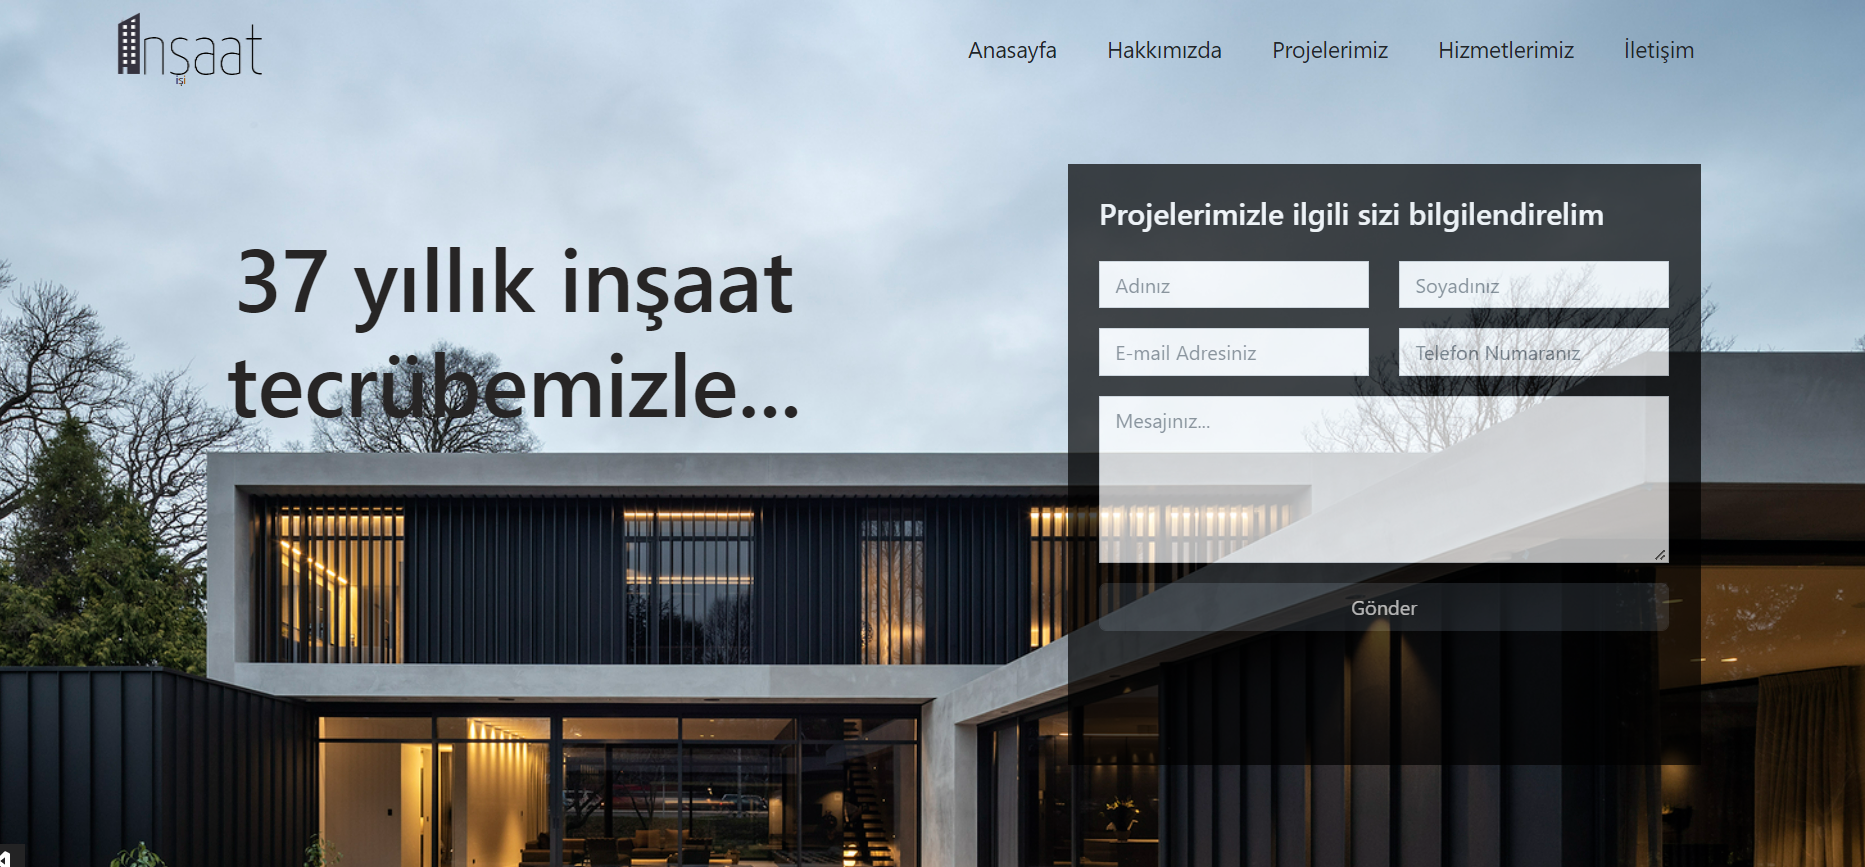 İnşaat
işi
Anasayfa Hakkımızda Projelerimiz Hizmetlerimiz İletişim
37 yıllık inşaat
tecrübemizle...
Projelerimizle ilgili sizi bilgilendirelim
Adınız Soyadınız
E-mail Adresiniz Telefon Numaranız
Mesajınız...
Gönder